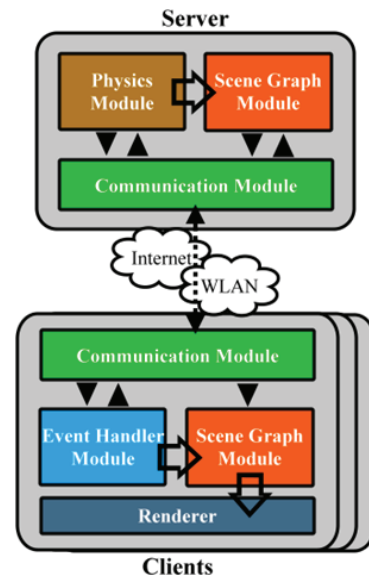 Server
Physics
Module
Scene Graph
Module
Communication Module
Internet
WLAN
Communication Module
Event Handler
Module
Scene Graph
Module
Renderer
Clients